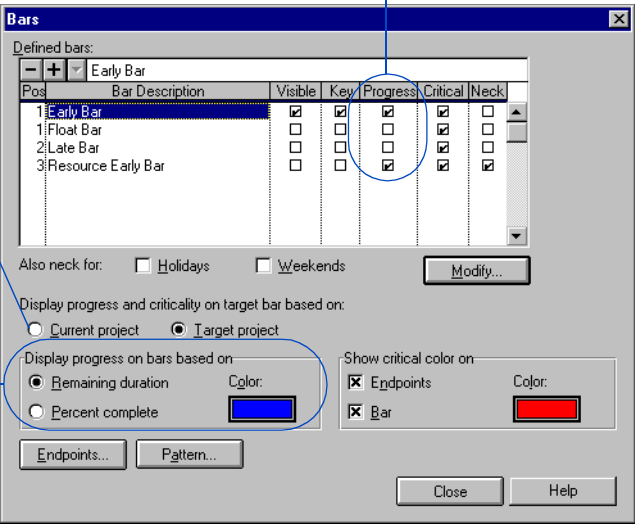 Bars
Defined bars:
Early Bar
Pos Bar Description Visible Key Progress Critical Neck
1 Early Bar
1 Float Bar
2 Late Bar
3 Resource Early Bar
Also neck for: Holidays Weekends Modify...
Display progress and criticality on target bar based on:
Current project Target project
Display progress on bars based on
Remaining duration Color:
Percent complete
Show critical color on
Endpoints Color:
Bar
Endpoints... Pattern...
Close Help